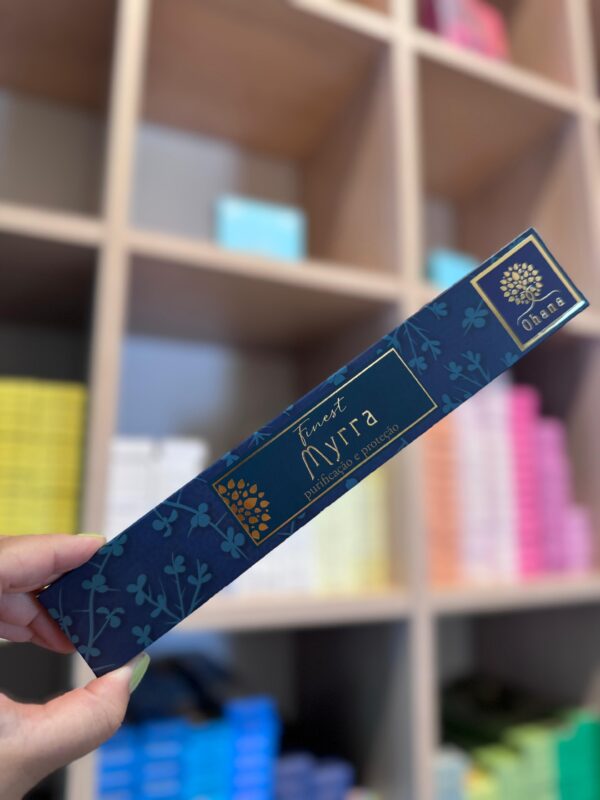 Finest
Myrra
purificação e proteção
Ohana